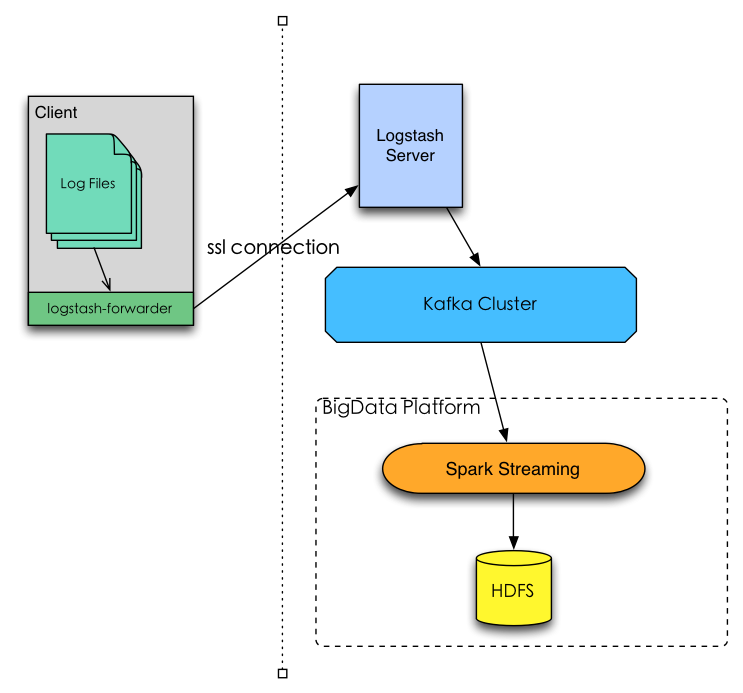 Client
Log Files
logstash-forwarder
ssl connection
Logstash
Server
Kafka Cluster
BigData Platform
Spark Streaming
HDFS